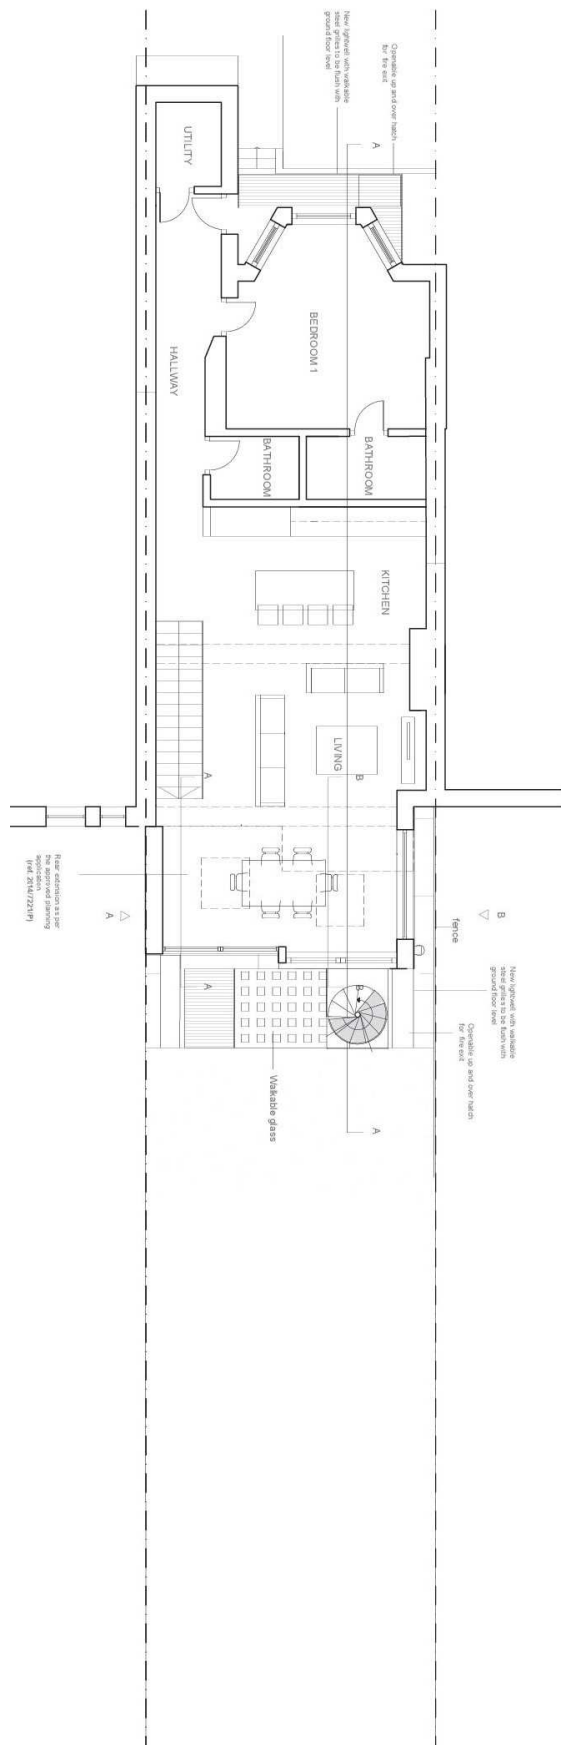 New lightwell with walkable
steel grilles to be flush with
ground floor level
Openable up and over hatch
for fire exit
A
UTILITY
BEDROOM 1
HALLWAY
BATHROOM
BATHROOM
KITCHEN
LIVING
A
B
Rear extension as per
the approved planning
application
A
B
fence
New lightwell with walkable
steel grilles to be flush with
ground floor level
Openable up and over hatch
for fire exit
A
B
Walkable glass
A